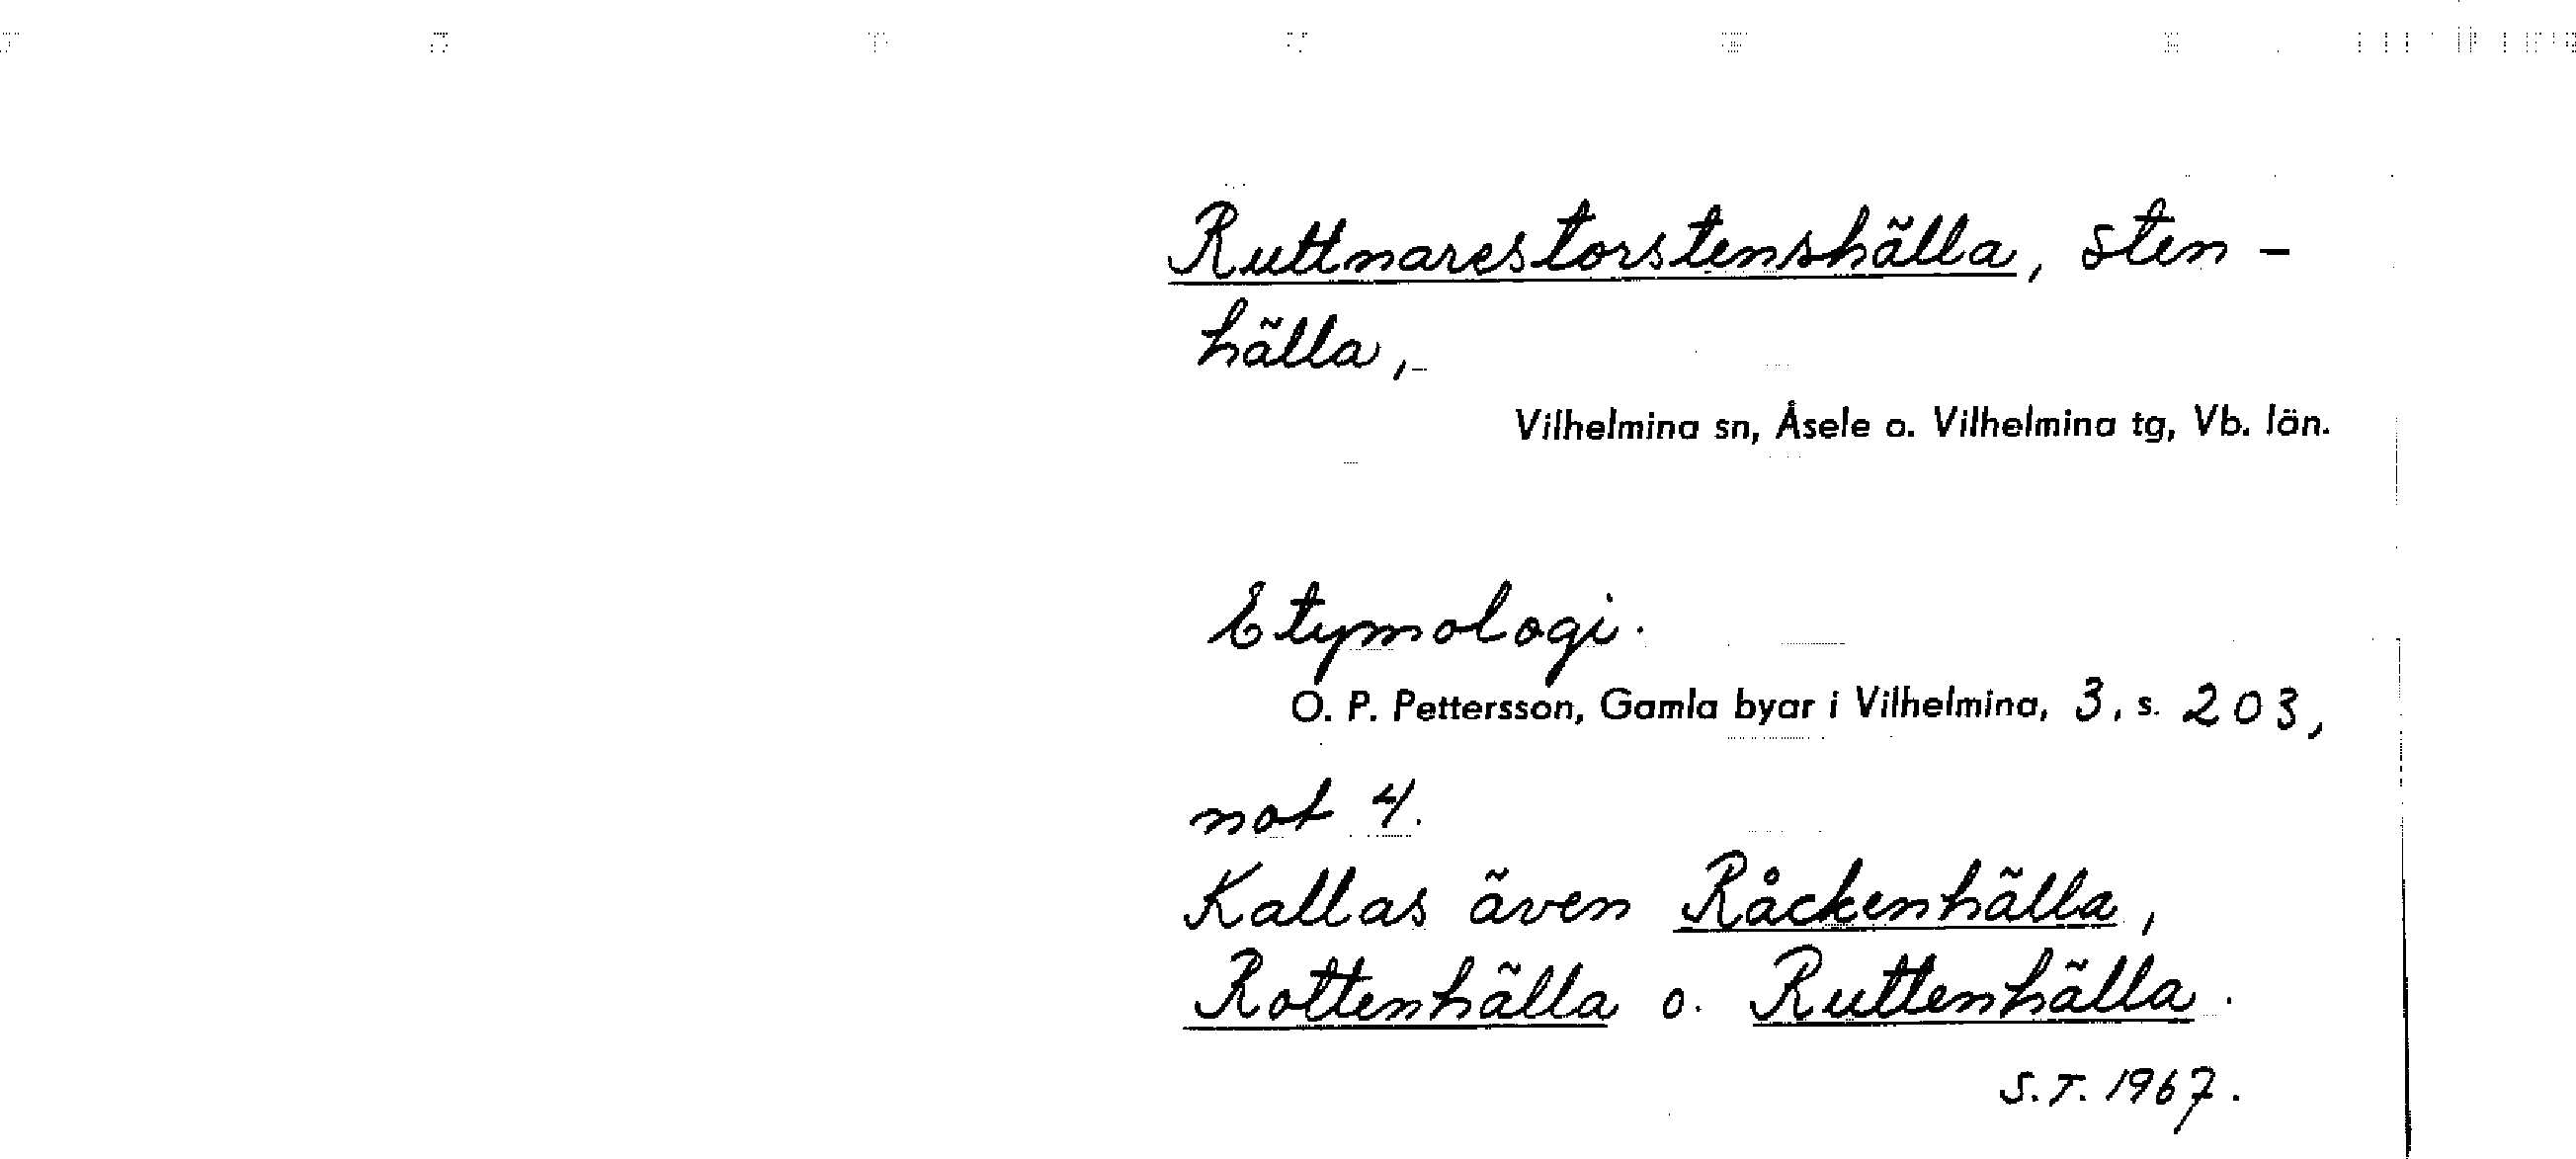 Ruttnarestorstenshälla, sten-
hälla,
Vilhelmina sn, Åsele o. Vilhelmina tg, Vb. län.
Etymologi.
O. P. Pettersson, Gamla byar i Vilhelmina, 3, s. 203,
not 4.
Kallas även Råckenhälla,
Rottenhälla o. Ruttenhälla.
S.T. 1967.